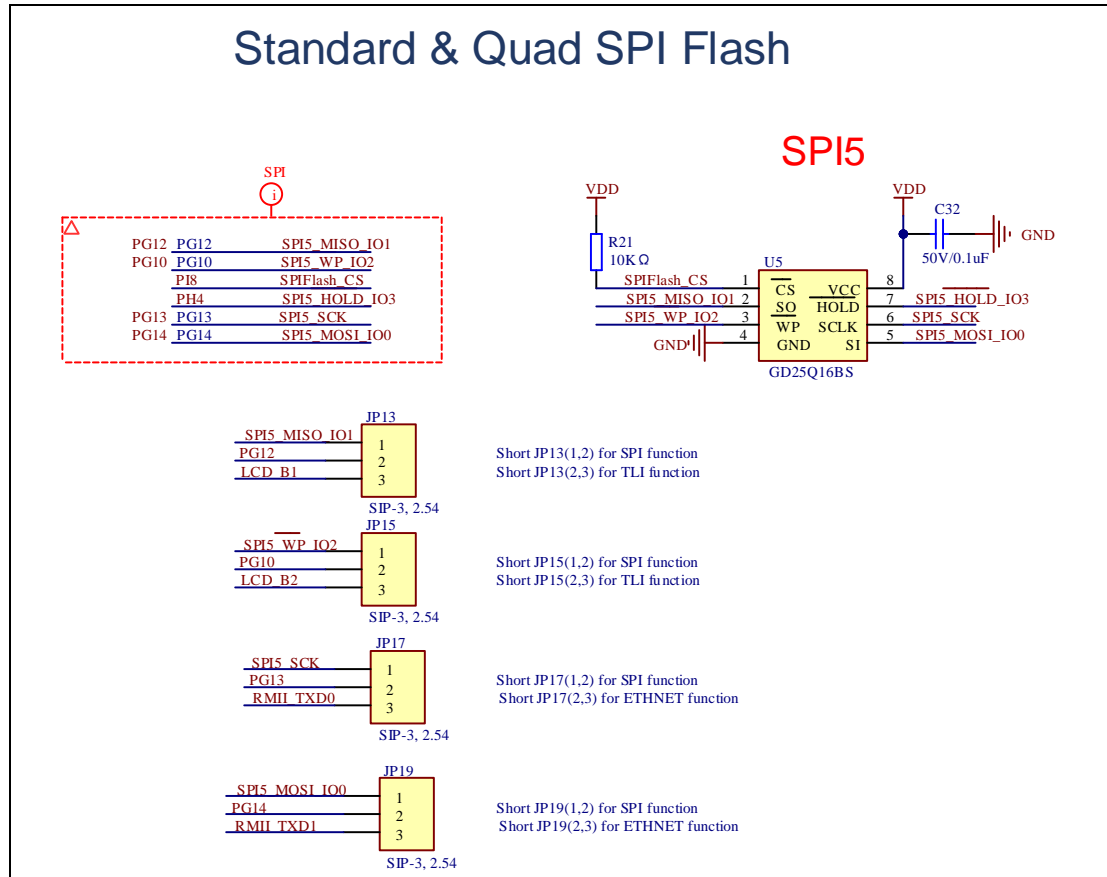 Standard & Quad SPI Flash
SPI5
SPI
i
PG12 PG12 SPI5_MISO_IO1
PG10 PG10 SPI5_WP_IO2
PI8 SPIFlash_CS
PH4 SPI5_HOLD_IO3
PG13 PG13 SPI5_SCK
PG14 PG14 SPI5_MOSI_IO0
VDD
R21
10KΩ
VDD
C32
GND
50V/0.1uF
U5
SPIFlash_CS 1 CS VCC 8
SPI5_MISO_IO1 2 SO HOLD 7 SPI5_HOLD_IO3
SPI5_WP_IO2 3 WP SCLK 6 SPI5_SCK
GND 4 GND SI 5 SPI5_MOSI_IO0
GD25Q16BS
JP13
SPI5_MISO_IO1 1
PG12 2
LCD_B1 3
SIP-3, 2.54
Short JP13(1,2) for SPI function
Short JP13(2,3) for TLI function
JP15
SPI5_WP_IO2 1
PG10 2
LCD_B2 3
SIP-3, 2.54
Short JP15(1,2) for SPI function
Short JP15(2,3) for TLI function
JP17
SPI5_SCK 1
PG13 2
RMII_TXD0 3
SIP-3, 2.54
Short JP17(1,2) for SPI function
Short JP17(2,3) for ETHNET function
JP19
SPI5_MOSI_IO0 1
PG14 2
RMII_TXD1 3
SIP-3, 2.54
Short JP19(1,2) for SPI function
Short JP19(2,3) for ETHNET function